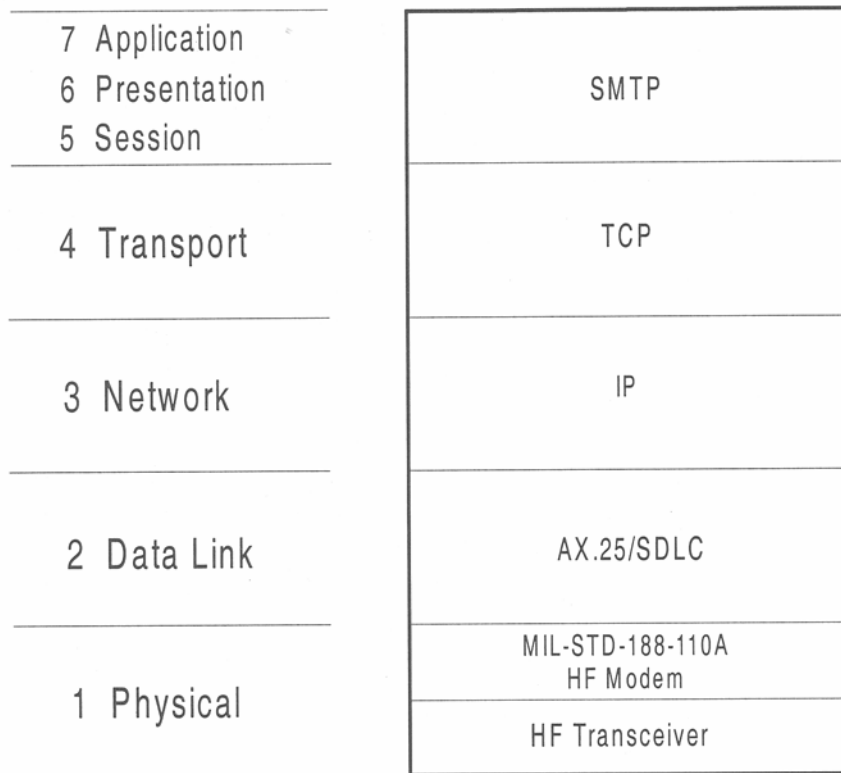 7 Application
6 Presentation
5 Session
SMTP
4 Transport
TCP
3 Network
IP
2 Data Link
AX.25/SDLC
1 Physical
MIL-STD-188-110A
HF Modem
HF Transceiver